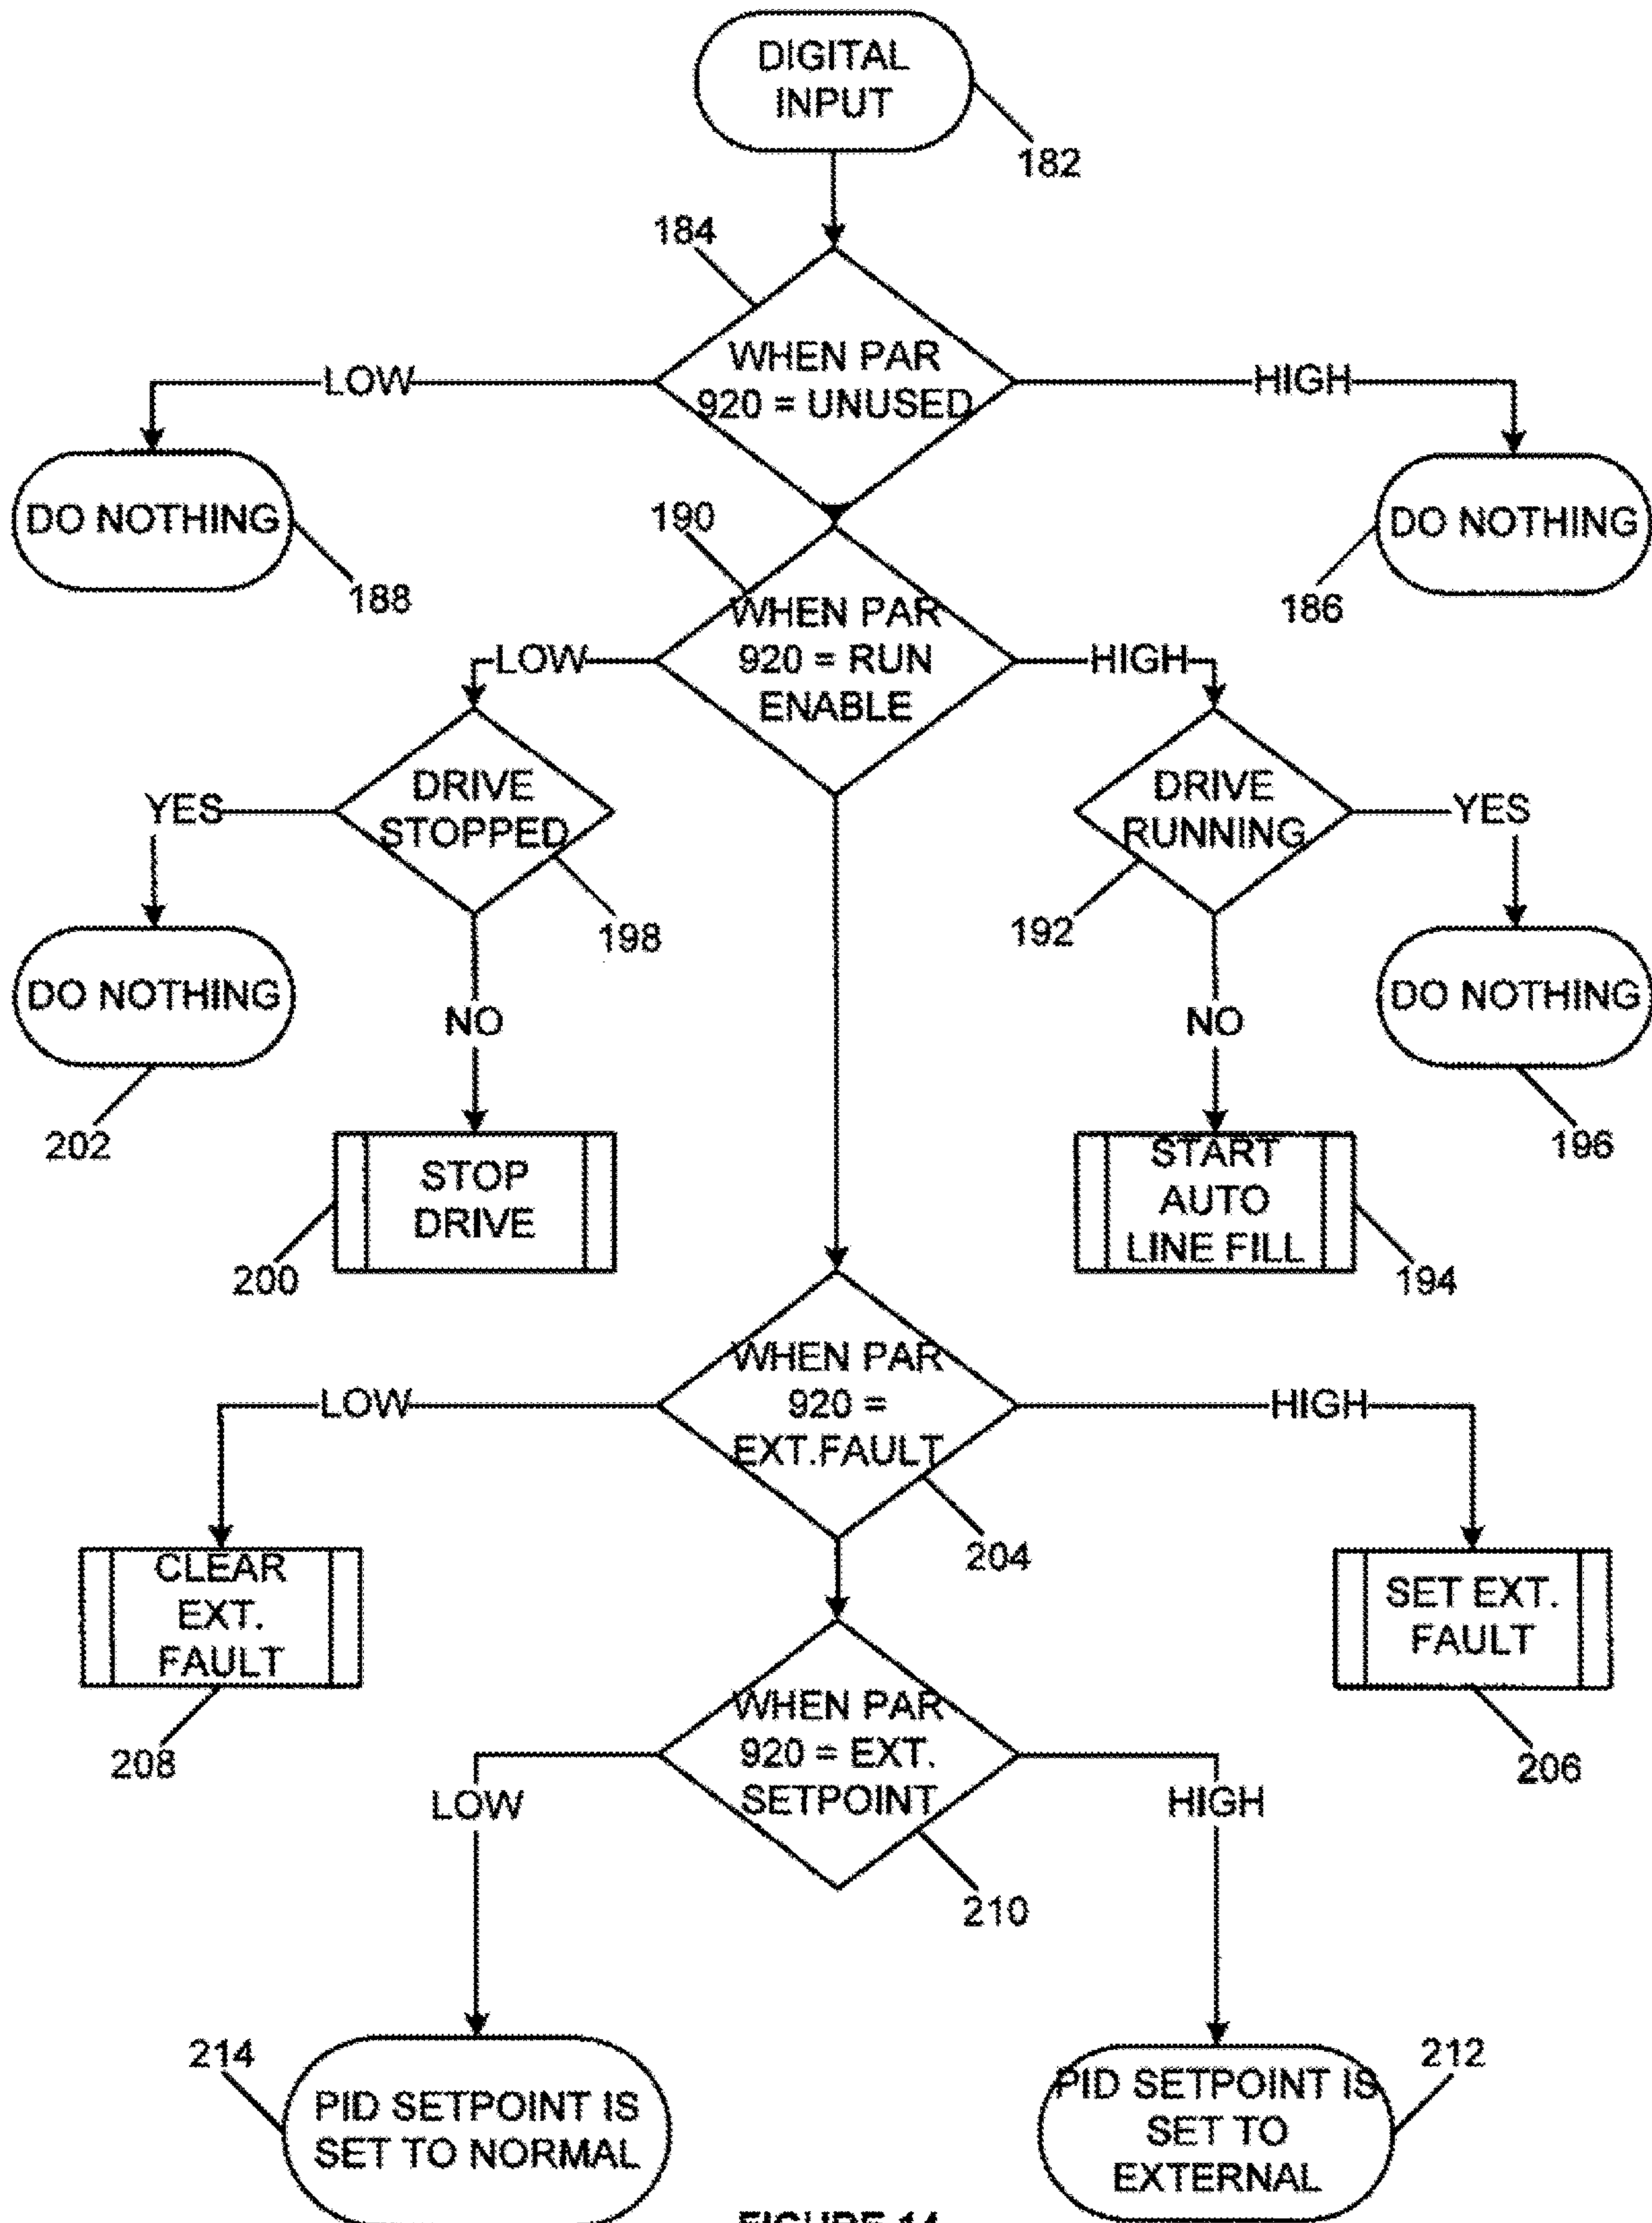 DIGITAL
INPUT
182
184
WHEN PAR
920 = UNUSED
LOW
HIGH
DO NOTHING
188
DO NOTHING
186
190
WHEN PAR
920 = RUN
ENABLE
LOW
HIGH
DRIVE
STOPPED
YES
198
NO
DRIVE
RUNNING
YES
192
NO
DO NOTHING
202
DO NOTHING
196
STOP
DRIVE
200
START
AUTO
LINE FILL
194
WHEN PAR
920 =
EXT.FAULT
LOW
HIGH
204
CLEAR
EXT.
FAULT
208
SET EXT.
FAULT
206
WHEN PAR
920 = EXT.
SETPOINT
LOW
HIGH
210
214
PID SETPOINT IS
SET TO NORMAL
212
PID SETPOINT IS
SET TO
EXTERNAL
FIGURE 14